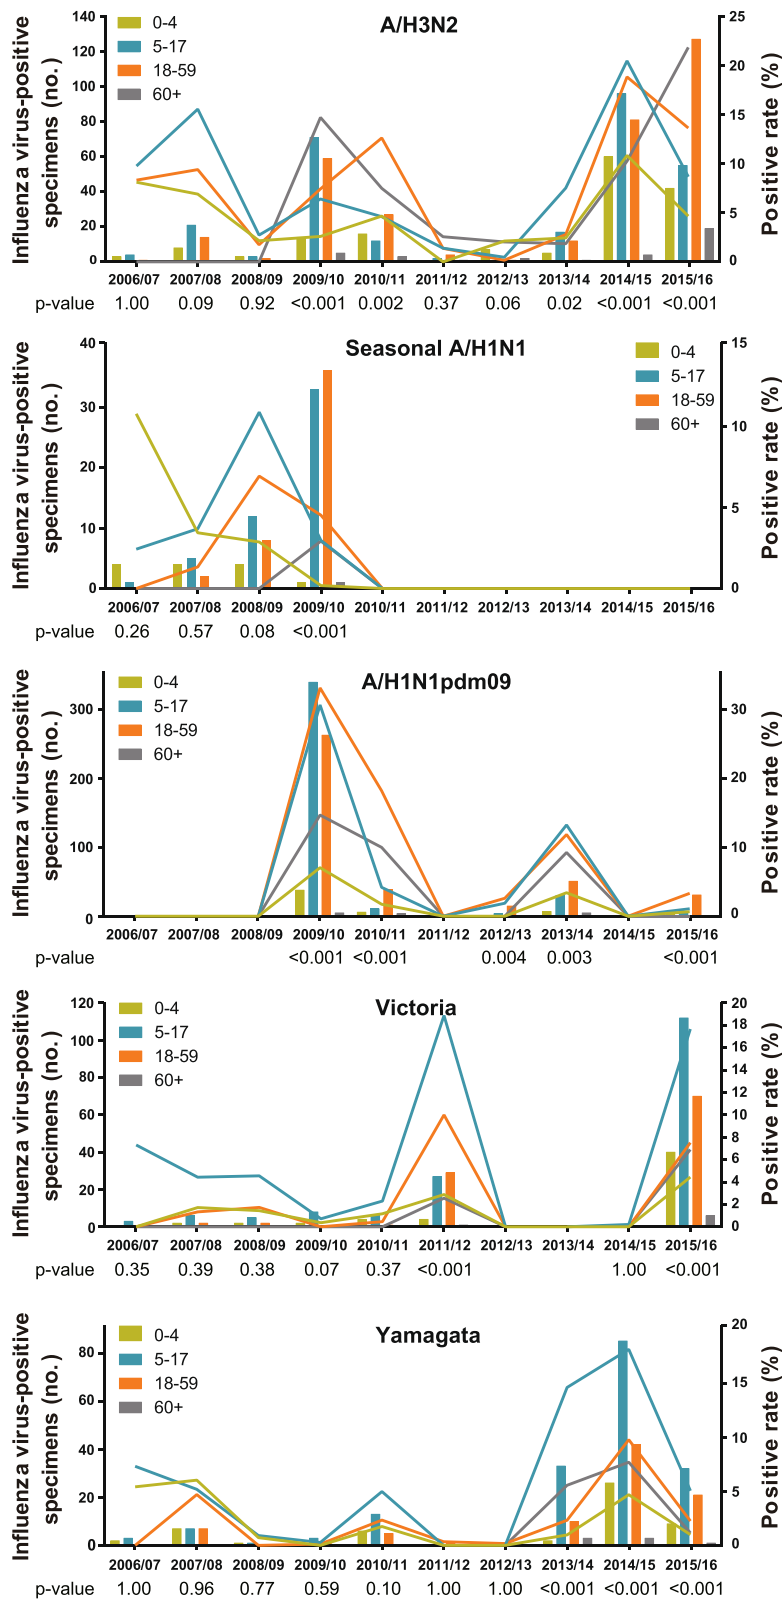 A/H3N2
0-4
5-17
18-59
60+
Influenza virus-positive
specimens (no.)
Positive rate (%)
140
120
100
80
60
40
20
0
25
20
15
10
5
0
2006/07 2007/08 2008/09 2009/10 2010/11 2011/12 2012/13 2013/14 2014/15 2015/16
p-value 1.00 0.09 0.92 <0.001 0.002 0.37 0.06 0.02 <0.001 <0.001
Seasonal A/H1N1
0-4
5-17
18-59
60+
Influenza virus-positive
specimens (no.)
Positive rate (%)
40
30
20
10
0
15
10
5
0
2006/07 2007/08 2008/09 2009/10 2010/11 2011/12 2012/13 2013/14 2014/15 2015/16
p-value 0.26 0.57 0.08 <0.001
A/H1N1pdm09
0-4
5-17
18-59
60+
Influenza virus-positive
specimens (no.)
Positive rate (%)
300
200
100
0
30
20
10
0
2006/07 2007/08 2008/09 2009/10 2010/11 2011/12 2012/13 2013/14 2014/15 2015/16
p-value <0.001 <0.001 0.004 0.003 <0.001
Victoria
0-4
5-17
18-59
60+
Influenza virus-positive
specimens (no.)
Positive rate (%)
120
100
80
60
40
20
0
20
18
16
14
12
10
8
6
4
2
0
2006/07 2007/08 2008/09 2009/10 2010/11 2011/12 2012/13 2013/14 2014/15 2015/16
p-value 0.35 0.39 0.38 0.07 0.37 <0.001 1.00 <0.001
Yamagata
0-4
5-17
18-59
60+
Influenza virus-positive
specimens (no.)
Positive rate (%)
80
60
40
20
0
20
15
10
5
0
2006/07 2007/08 2008/09 2009/10 2010/11 2011/12 2012/13 2013/14 2014/15 2015/16
p-value 1.00 0.96 0.77 0.59 0.10 1.00 1.00 <0.001 <0.001 <0.001